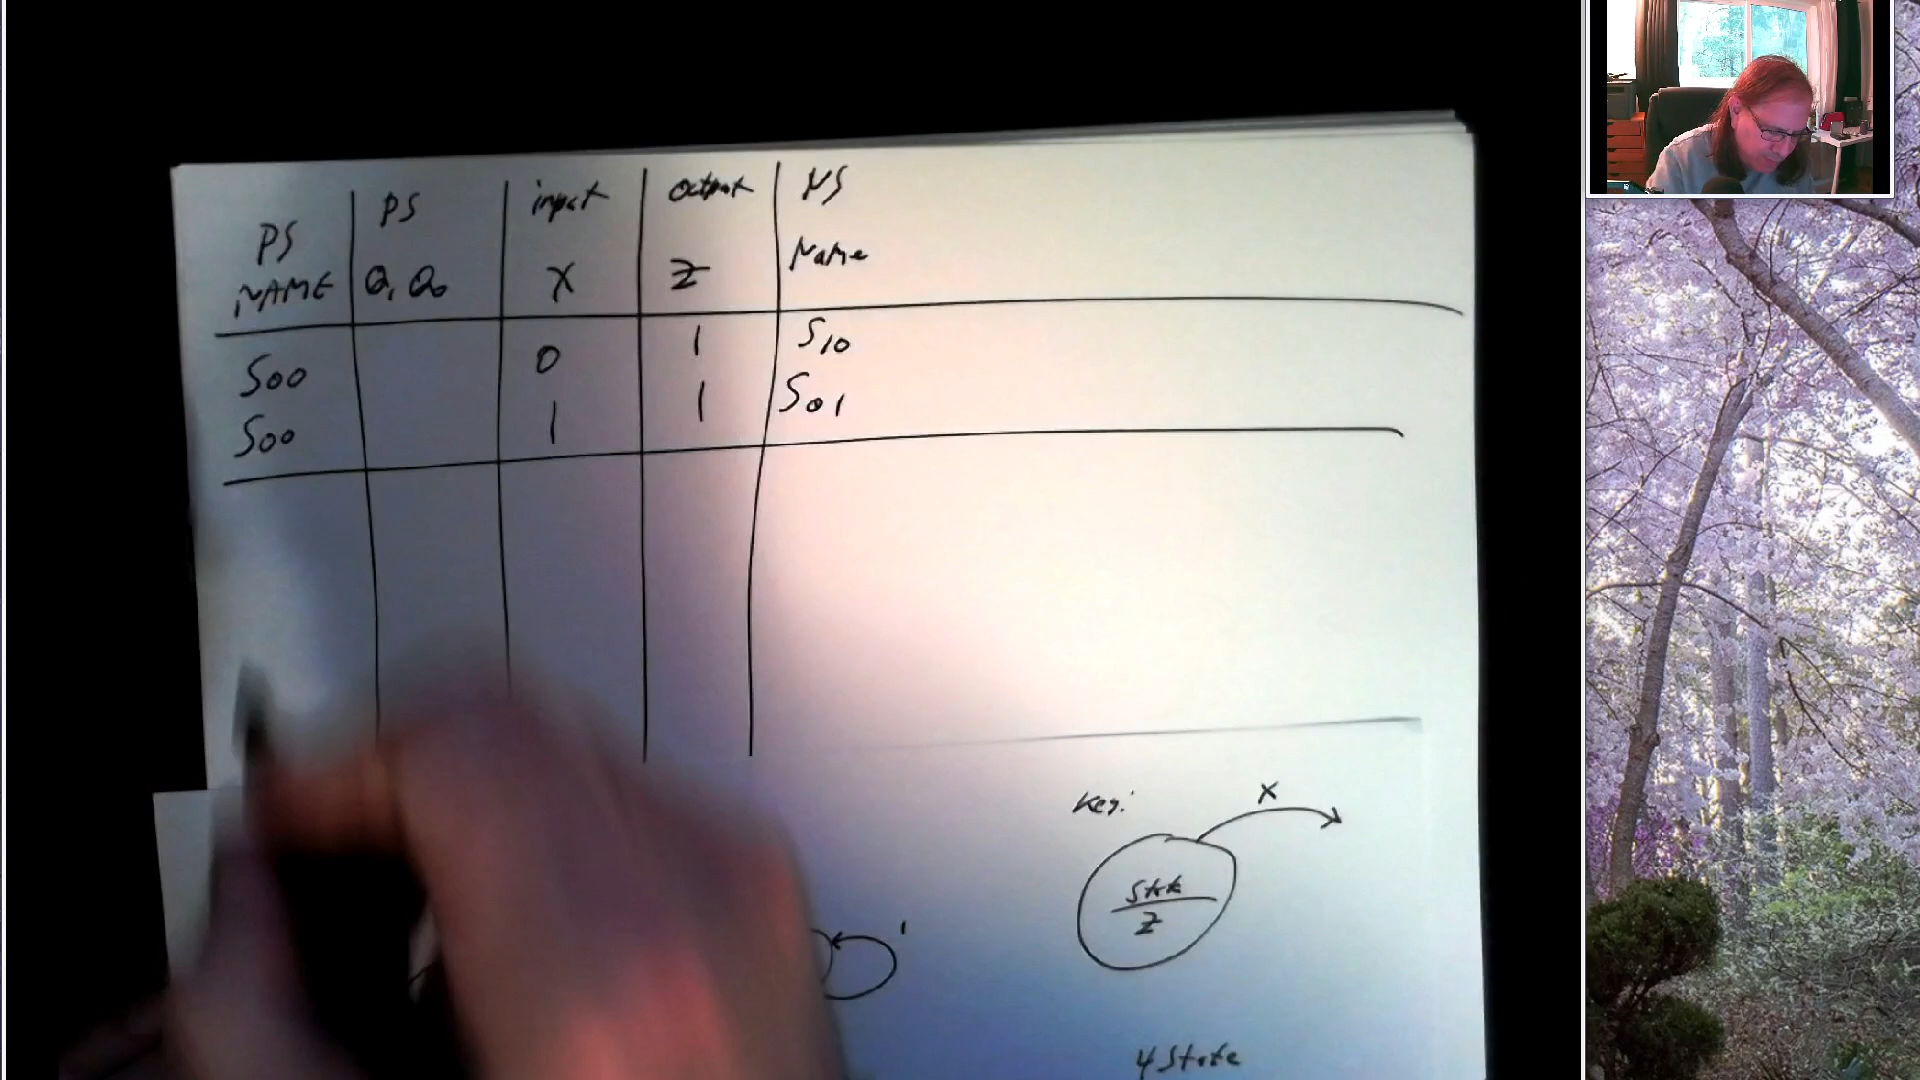 PS NAME | PS Q1 Q0 | input X | output Z | NS Name
S00 | | 0 | 1 | S10
S00 | | 1 | 1 | S01
Key:
X
State
Z
1
4 State